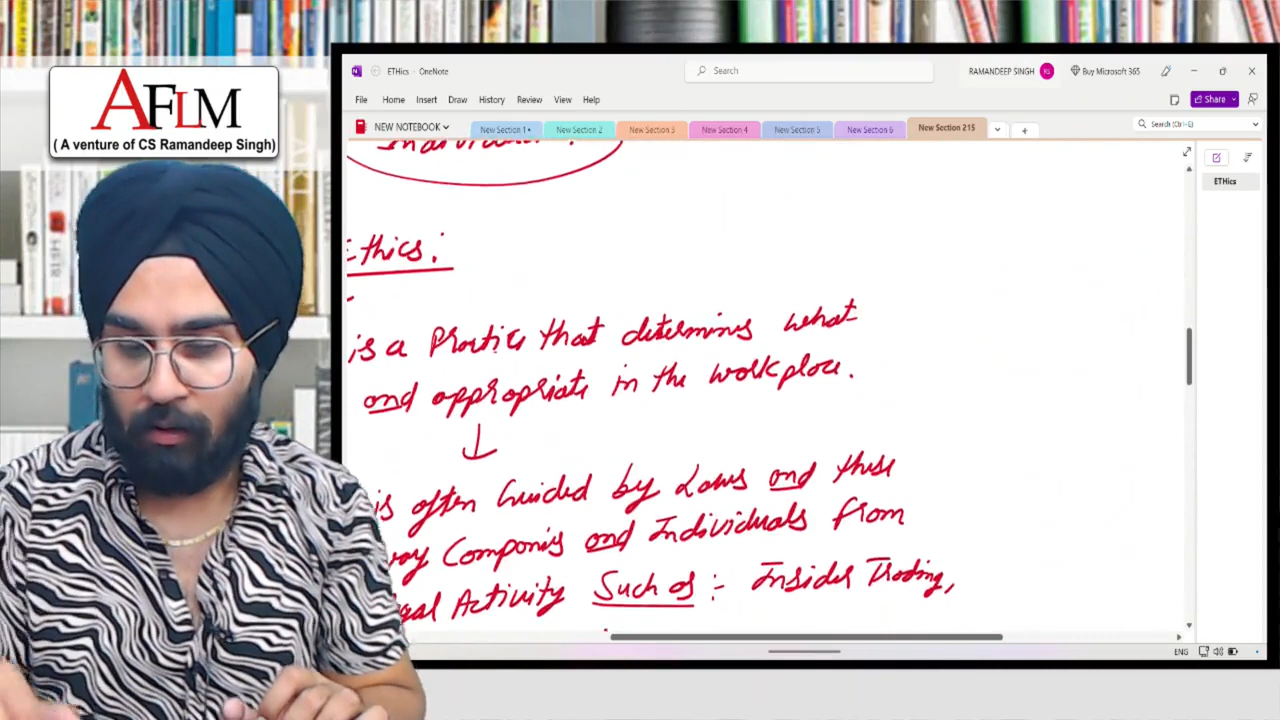 AFLM
( A venture of CS Ramandeep Singh)
ETHics - OneNote
Search
RAMANDEEP SINGH
RS
Buy Microsoft 365
File Home Insert Draw History Review View Help
Share
NEW NOTEBOOK
New Section 1 New Section 2 New Section 3 New Section 4 New Section 5 New Section 6 New Section 215
Search (Ctrl+E)
ETHics
Ethics :
is a Practice that determines what
and appropriate in the workplace.
is often Guided by Laws and these
Companies and Individuals from
Activity Such as :- Insider Trading,
ENG